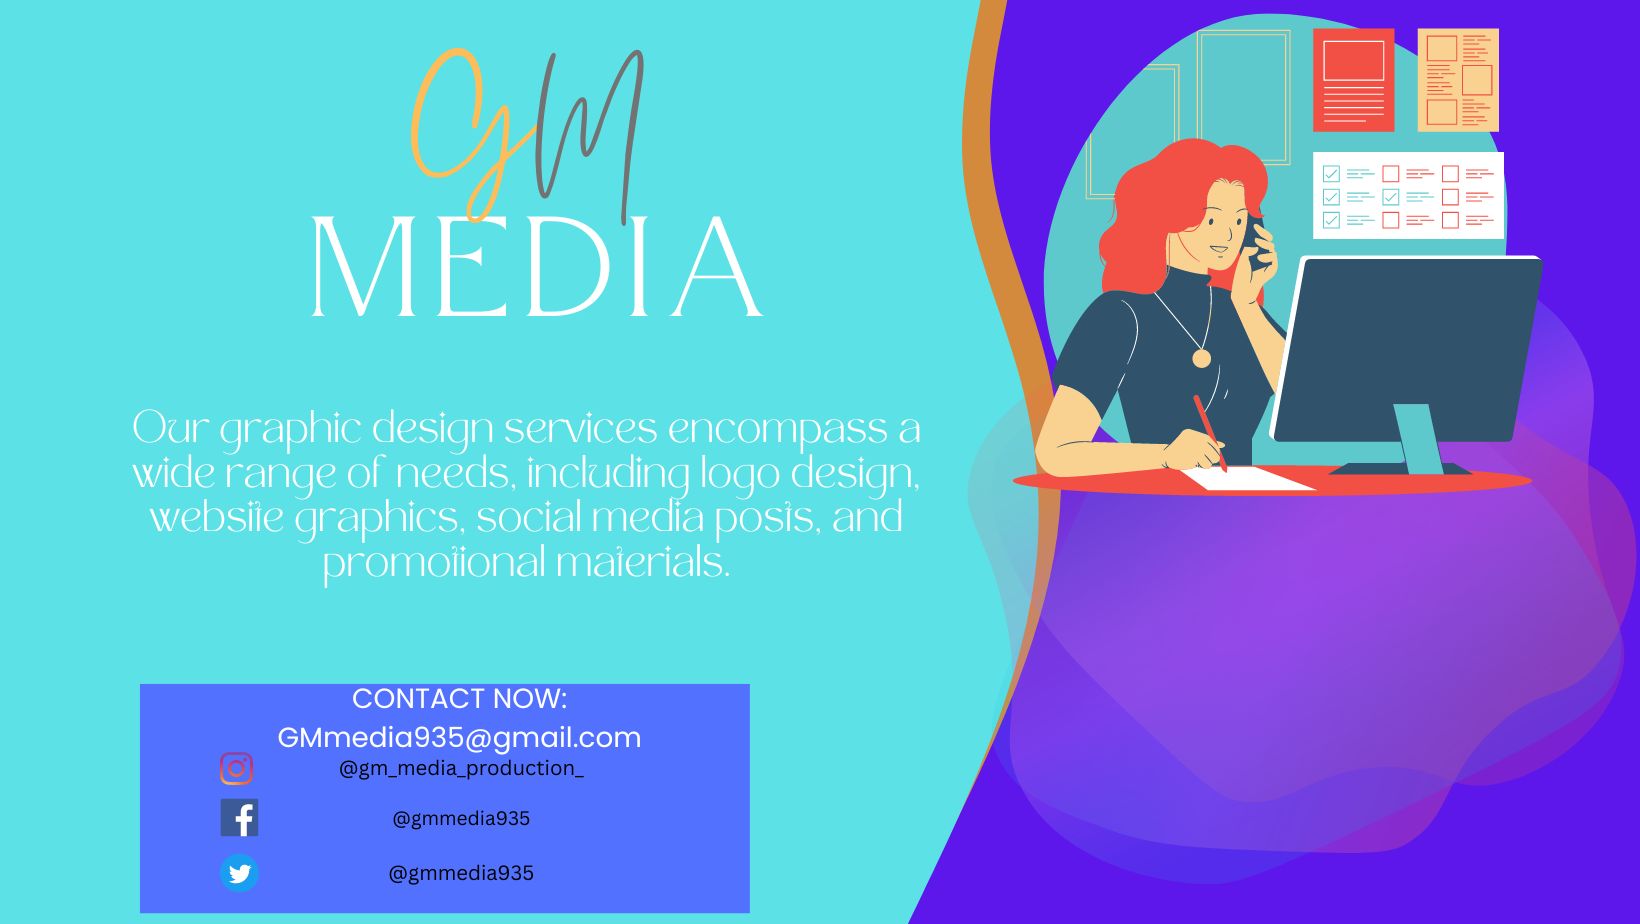 GM
MEDIA
Our graphic design services encompass a
wide range of needs, including logo design,
website graphics, social media posts, and
promotional materials.
CONTACT NOW:
GMmedia935@gmail.com
@gm_media_production_
@gmmedia935
@gmmedia935